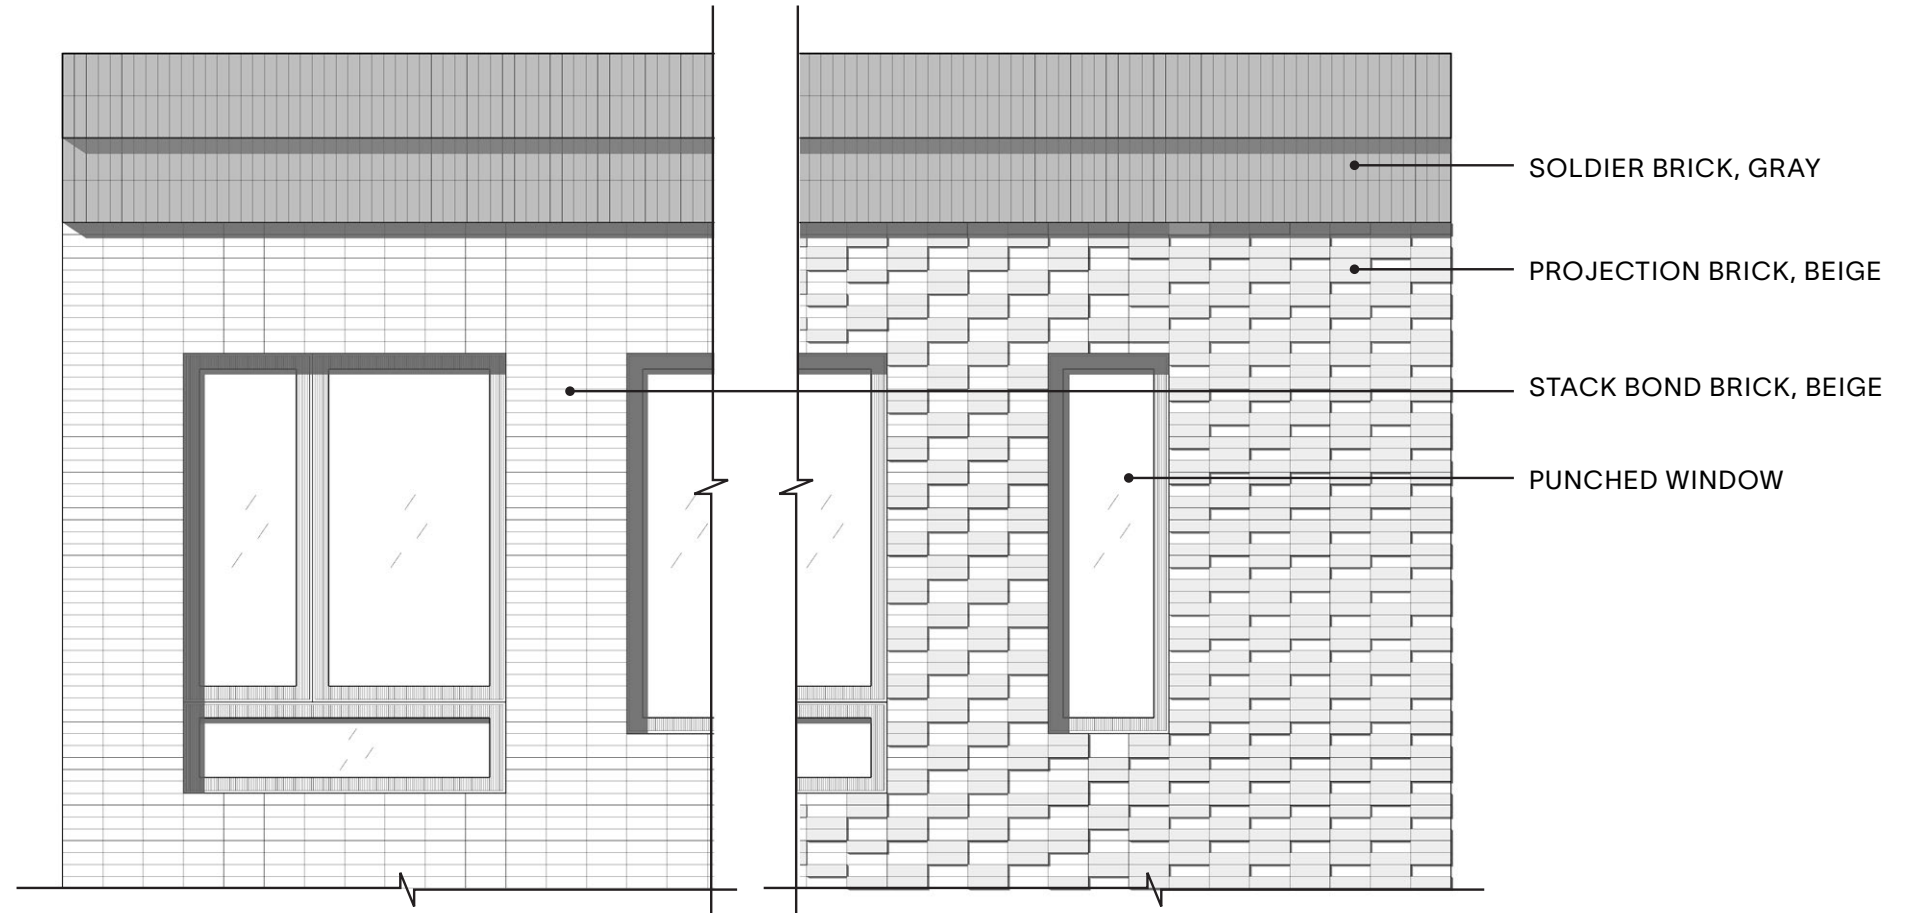 SOLDIER BRICK, GRAY
PROJECTION BRICK, BEIGE
STACK BOND BRICK, BEIGE
PUNCHED WINDOW